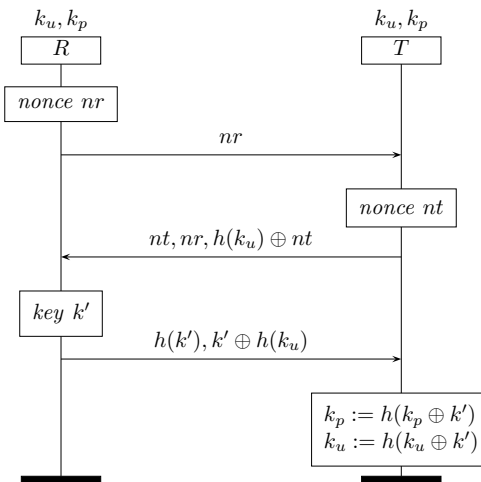 k_u, k_p
k_u, k_p
R
T
nonce nr
nr
nonce nt
nt, nr, h(k_u) ⊕ nt
key k′
h(k′), k′ ⊕ h(k_u)
k_p := h(k_p ⊕ k′)
k_u := h(k_u ⊕ k′)